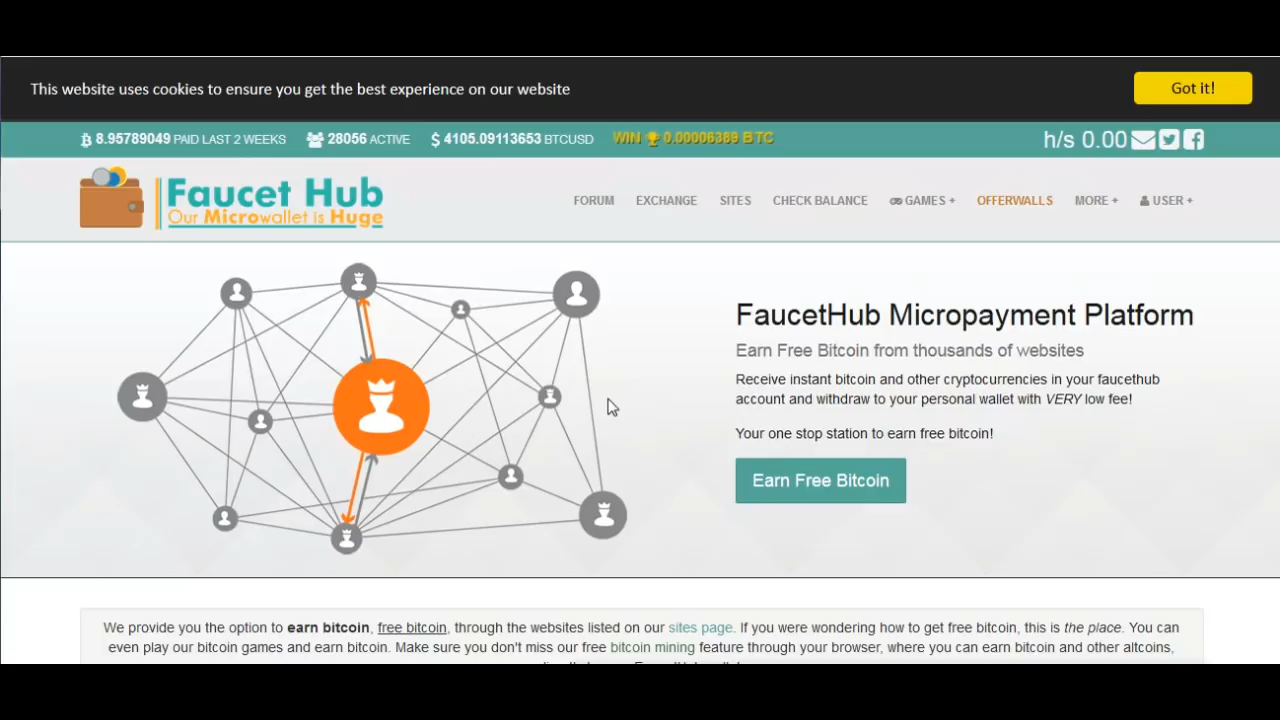 This website uses cookies to ensure you get the best experience on our website
Got it!
8.95789049 PAID LAST 2 WEEKS 28056 ACTIVE $ 4105.09113653 BTCUSD WIN 0.00006389 BTC h/s 0.00
Faucet Hub
Our Microwallet is Huge
FORUM EXCHANGE SITES CHECK BALANCE GAMES + OFFERWALLS MORE + USER +
FaucetHub Micropayment Platform
Earn Free Bitcoin from thousands of websites
Receive instant bitcoin and other cryptocurrencies in your faucethub
account and withdraw to your personal wallet with VERY low fee!
Your one stop station to earn free bitcoin!
Earn Free Bitcoin
We provide you the option to earn bitcoin, free bitcoin, through the websites listed on our sites page. If you were wondering how to get free bitcoin, this is the place. You can
even play our bitcoin games and earn bitcoin. Make sure you don't miss our free bitcoin mining feature through your browser, where you can earn bitcoin and other altcoins,